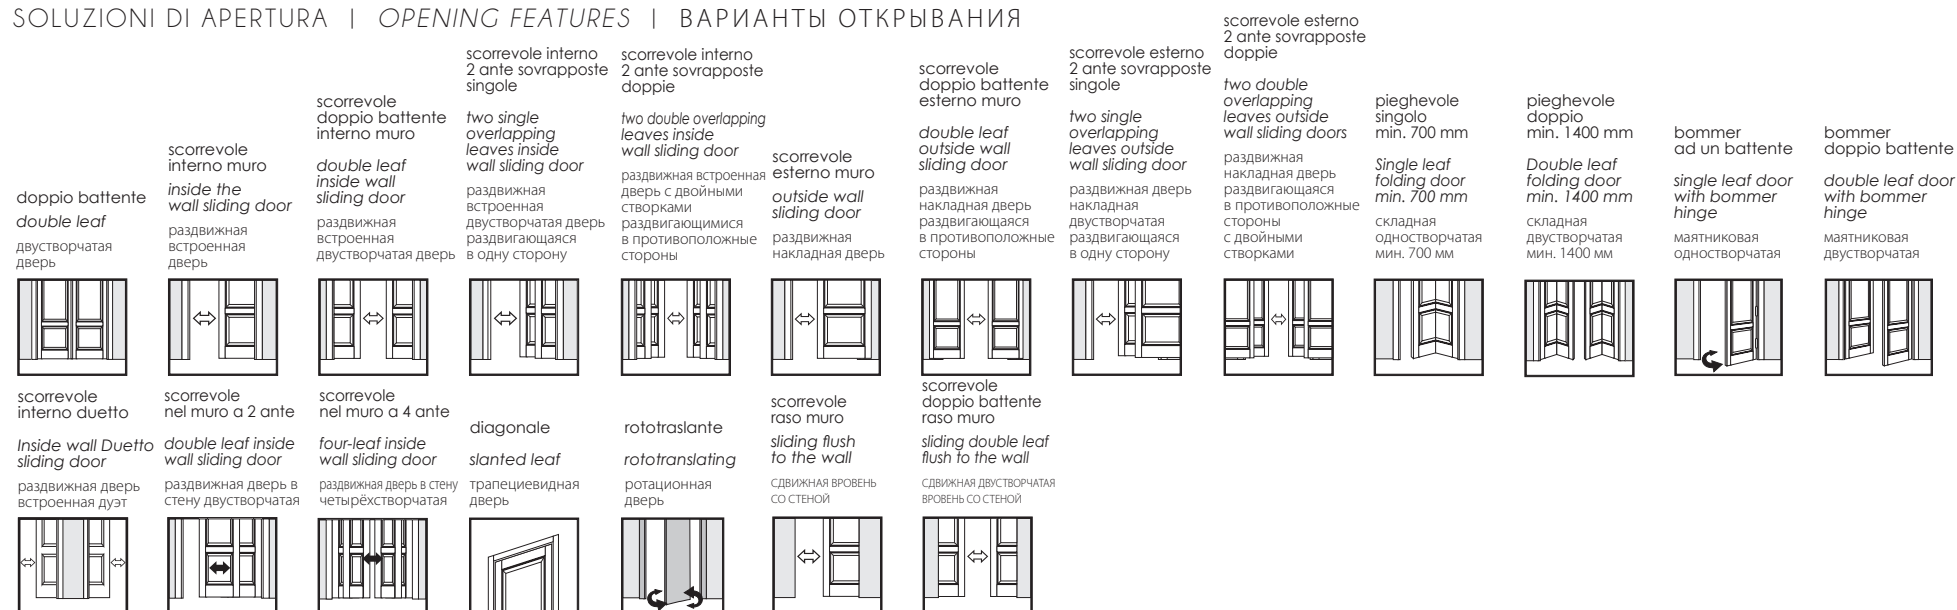 SOLUZIONI DI APERTURA | OPENING FEATURES | ВАРИАНТЫ ОТКРЫВАНИЯ
doppio battente
double leaf
двустворчатая
дверь
scorrevole
interno muro
inside the
wall sliding door
раздвижная
встроенная
дверь
scorrevole
doppio battente
interno muro
double leaf
inside wall
sliding door
раздвижная
встроенная
двустворчатая дверь
scorrevole interno
2 ante sovrapposte
singole
two single
overlapping
leaves inside
wall sliding door
раздвижная
встроенная
двустворчатая дверь
раздвигающаяся
в одну сторону
scorrevole interno
2 ante sovrapposte
doppie
two double overlapping
leaves inside
wall sliding door
раздвижная встроенная
дверь с двойными
створками
раздвигающимися
в противоположные
стороны
scorrevole
esterno muro
outside wall
sliding door
раздвижная
накладная дверь
scorrevole
doppio battente
esterno muro
double leaf
outside wall
sliding door
раздвижная
накладная дверь
раздвигающаяся
в противоположные
стороны
scorrevole esterno
2 ante sovrapposte
singole
two single
overlapping
leaves outside
wall sliding door
раздвижная дверь
накладная
двустворчатая
раздвигающаяся
в одну сторону
scorrevole esterno
2 ante sovrapposte
doppie
two double
overlapping
leaves outside
wall sliding doors
раздвижная
накладная дверь
раздвигающаяся
в противоположные
стороны
с двойными
створками
pieghevole
singolo
min. 700 mm
Single leaf
folding door
min. 700 mm
складная
одностворчатая
мин. 700 мм
pieghevole
doppio
min. 1400 mm
Double leaf
folding door
min. 1400 mm
складная
двустворчатая
мин. 1400 мм
bommer
ad un battente
single leaf door
with bommer
hinge
маятниковая
одностворчатая
bommer
doppio battente
double leaf door
with bommer
hinge
маятниковая
двустворчатая
scorrevole
interno duetto
Inside wall Duetto
sliding door
раздвижная дверь
встроенная дуэт
scorrevole
nel muro a 2 ante
double leaf inside
wall sliding door
раздвижная дверь в
стену двустворчатая
scorrevole
nel muro a 4 ante
four-leaf inside
wall sliding door
раздвижная дверь в стену
четырёхстворчатая
diagonale
slanted leaf
трапециевидная
дверь
rototraslante
rototranslating
ротационная
дверь
scorrevole
raso muro
sliding flush
to the wall
СДВИЖНАЯ ВРОВЕНЬ
СО СТЕНОЙ
scorrevole
doppio battente
raso muro
sliding double leaf
flush to the wall
СДВИЖНАЯ ДВУСТВОРЧАТАЯ
ВРОВЕНЬ СО СТЕНОЙ